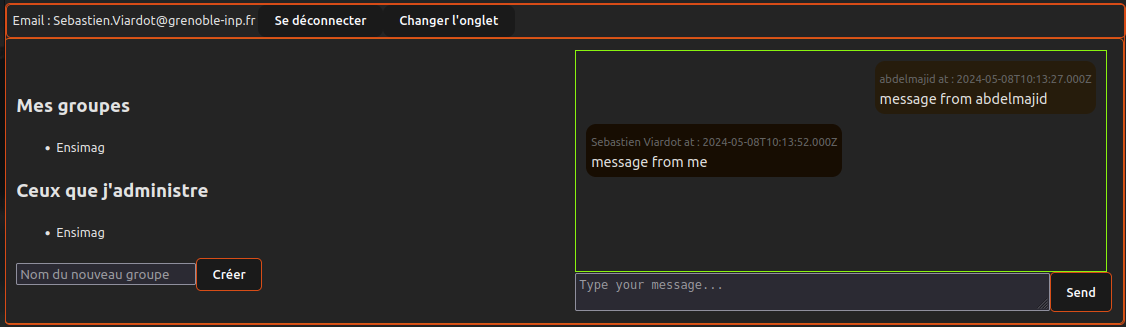 Email : Sebastien.Viardot@grenoble-inp.fr Se déconnecter Changer l'onglet
Mes groupes
Ensimag
Ceux que j'administre
Ensimag
Nom du nouveau groupe Créer
abdelmajid at : 2024-05-08T10:13:27.000Z
message from abdelmajid
Sebastien Viardot at : 2024-05-08T10:13:52.000Z
message from me
Type your message... Send